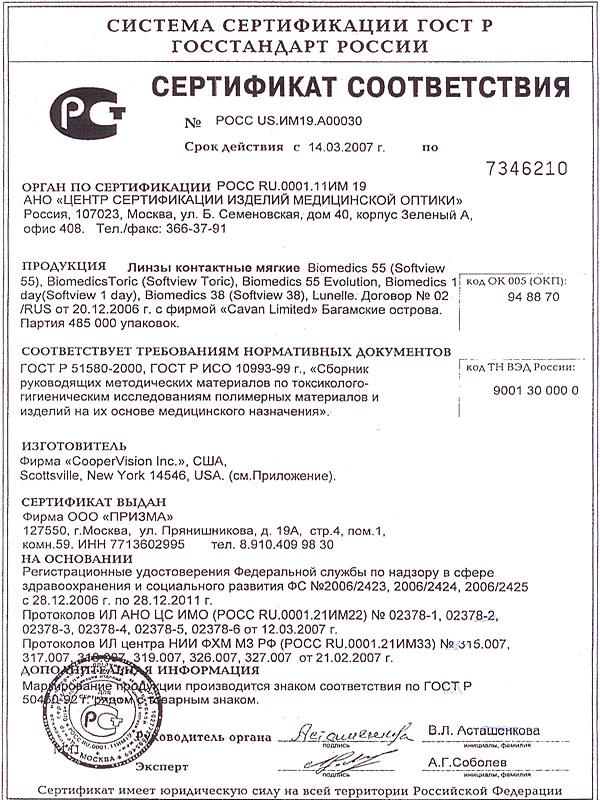 СИСТЕМА СЕРТИФИКАЦИИ ГОСТ Р
ГОССТАНДАРТ РОССИИ
СЕРТИФИКАТ СООТВЕТСТВИЯ
№ РОСС US.ИМ19.А00030
Срок действия с 14.03.2007 г. по
7346210
ОРГАН ПО СЕРТИФИКАЦИИ РОСС RU.0001.11ИМ 19
АНО «ЦЕНТР СЕРТИФИКАЦИИ ИЗДЕЛИЙ МЕДИЦИНСКОЙ ОПТИКИ»
Россия, 107023, Москва, ул. Б. Семеновская, дом 40, корпус Зеленый А,
офис 408. Тел./факс: 366-37-91
ПРОДУКЦИЯ Линзы контактные мягкие Biomedics 55 (Softview
55), BiomedicsToric (Softview Toric), Biomedics 55 Evolution, Biomedics 1
day(Softview 1 day), Biomedics 38 (Softview 38), Lunelle. Договор № 02
/RUS от 20.12.2006 г. с фирмой «Cavan Limited» Багамские острова.
Партия 485 000 упаковок.
код ОК 005 (ОКП):
94 88 70
СООТВЕТСТВУЕТ ТРЕБОВАНИЯМ НОРМАТИВНЫХ ДОКУМЕНТОВ
ГОСТ Р 51580-2000, ГОСТ Р ИСО 10993-99 г., «Сборник
руководящих методических материалов по токсиколого-
гигиеническим исследованиям полимерных материалов и
изделий на их основе медицинского назначения».
код ТН ВЭД России:
9001 30 000 0
ИЗГОТОВИТЕЛЬ
Фирма «CooperVision Inc.», США,
Scottsville, New York 14546, USA. (см.Приложение).
СЕРТИФИКАТ ВЫДАН
Фирма ООО «ПРИЗМА»
127550, г.Москва, ул. Прянишникова, д. 19А, стр.4, пом.1,
комн.59. ИНН 7713602995 тел. 8.910.409 98 30
НА ОСНОВАНИИ
Регистрационные удостоверения Федеральной службы по надзору в сфере
здравоохранения и социального развития ФС №2006/2423, 2006/2424, 2006/2425
с 28.12.2006 г. по 28.12.2011 г.
Протоколов ИЛ АНО ЦС ИМО (РОСС RU.0001.21ИМ22) № 02378-1, 02378-2,
02378-3, 02378-4, 02378-5, 02378-6 от 12.03.2007 г.
Протоколов ИЛ центра НИИ ФХМ МЗ РФ (РОСС RU.0001.21ИМ33) № 315.007,
317.007, 318.007, 319.007, 326.007, 327.007 от 21.02.2007 г.
ДОПОЛНИТЕЛЬНАЯ ИНФОРМАЦИЯ
Маркирование продукции производится знаком соответствия по ГОСТ Р
50460-92 г. рядом с товарным знаком.
РОСС RU.0001.11ИМ19
МОСКВА
Руководитель органа
подпись
В.Л. Асташенкова
инициалы, фамилия
Эксперт
подпись
А.Г.Соболев
инициалы, фамилия
Сертификат имеет юридическую силу на всей территории Российской Федерации